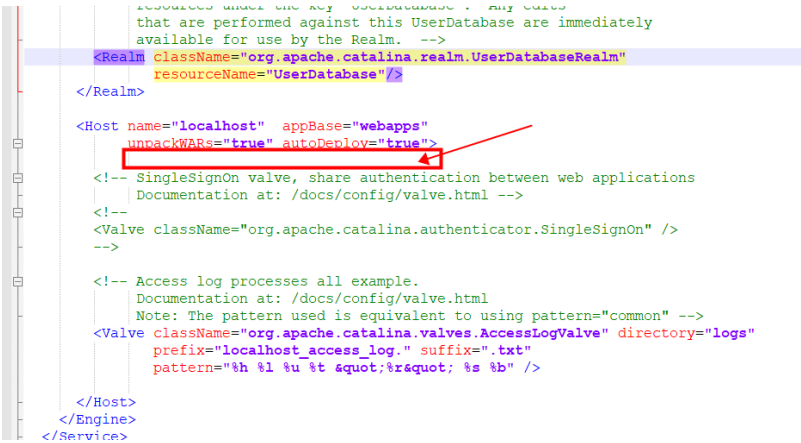 resources under the key "UserDatabase". Any edits
that are performed against this UserDatabase are immediately
available for use by the Realm. -->
<Realm className="org.apache.catalina.realm.UserDatabaseRealm"
resourceName="UserDatabase"/>
</Realm>
<Host name="localhost" appBase="webapps"
unpackWARs="true" autoDeploy="true">
<!-- SingleSignOn valve, share authentication between web applications
Documentation at: /docs/config/valve.html -->
<!--
<Valve className="org.apache.catalina.authenticator.SingleSignOn" />
-->
<!-- Access log processes all example.
Documentation at: /docs/config/valve.html
Note: The pattern used is equivalent to using pattern="common" -->
<Valve className="org.apache.catalina.valves.AccessLogValve" directory="logs"
prefix="localhost_access_log." suffix=".txt"
pattern="%h %l %u %t &quot;%r&quot; %s %b" />
</Host>
</Engine>
</Service>